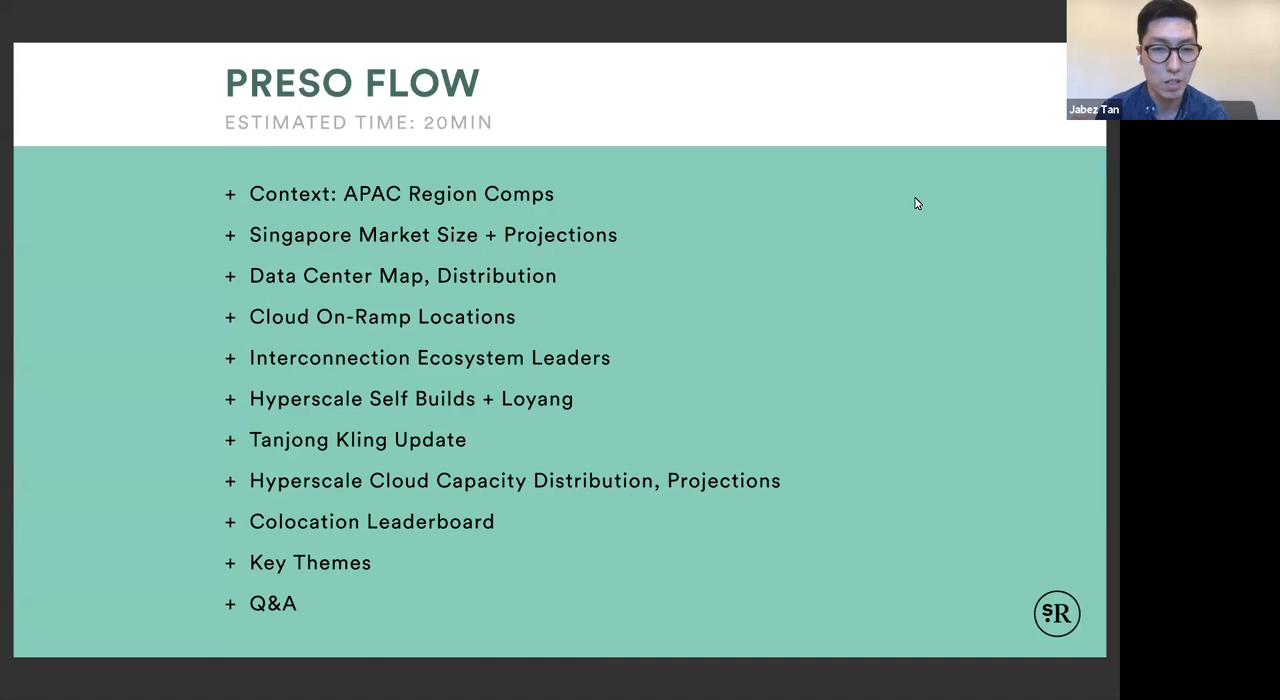 PRESO FLOW
ESTIMATED TIME: 20MIN
Jabez Tan
+ Context: APAC Region Comps
+ Singapore Market Size + Projections
+ Data Center Map, Distribution
+ Cloud On-Ramp Locations
+ Interconnection Ecosystem Leaders
+ Hyperscale Self Builds + Loyang
+ Tanjong Kling Update
+ Hyperscale Cloud Capacity Distribution, Projections
+ Colocation Leaderboard
+ Key Themes
+ Q&A
sR